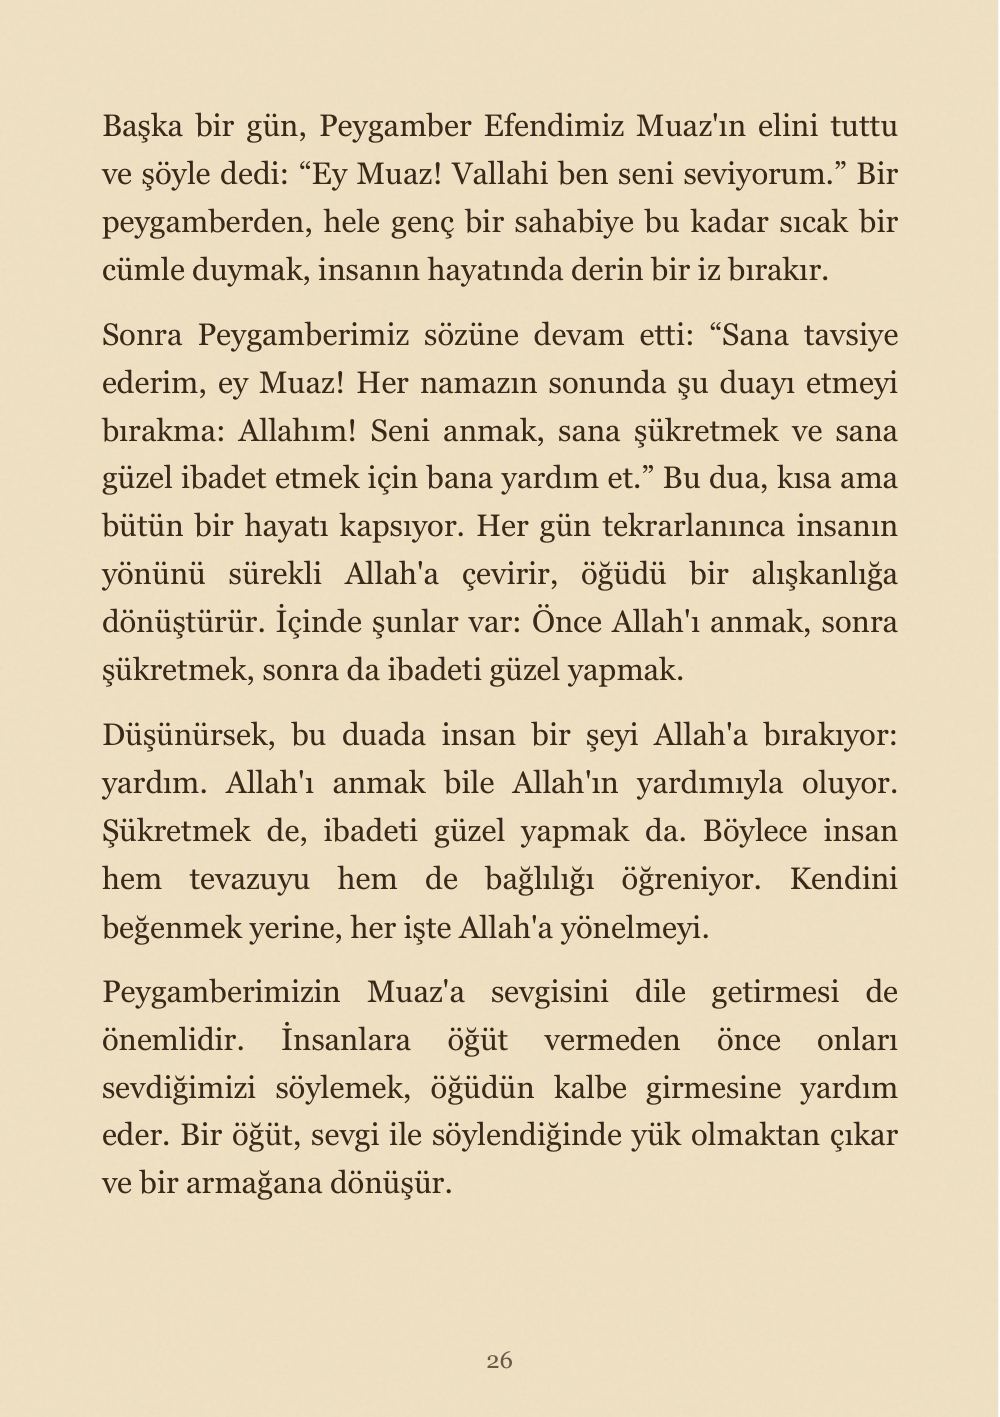 Başka bir gün, Peygamber Efendimiz Muaz'ın elini tuttu
ve şöyle dedi: “Ey Muaz! Vallahi ben seni seviyorum.” Bir
peygamberden, hele genç bir sahabiye bu kadar sıcak bir
cümle duymak, insanın hayatında derin bir iz bırakır.
Sonra Peygamberimiz sözüne devam etti: “Sana tavsiye
ederim, ey Muaz! Her namazın sonunda şu duayı etmeyi
bırakma: Allahım! Seni anmak, sana şükretmek ve sana
güzel ibadet etmek için bana yardım et.” Bu dua, kısa ama
bütün bir hayatı kapsıyor. Her gün tekrarlanınca insanın
yönünü sürekli Allah'a çevirir, öğüdü bir alışkanlığa
dönüştürür. İçinde şunlar var: Önce Allah'ı anmak, sonra
şükretmek, sonra da ibadeti güzel yapmak.
Düşünürsek, bu duada insan bir şeyi Allah'a bırakıyor:
yardım. Allah'ı anmak bile Allah'ın yardımıyla oluyor.
Şükretmek de, ibadeti güzel yapmak da. Böylece insan
hem tevazuyu hem de bağlılığı öğreniyor. Kendini
beğenmek yerine, her işte Allah'a yönelmeyi.
Peygamberimizin Muaz'a sevgisini dile getirmesi de
önemlidir. İnsanlara öğüt vermeden önce onları
sevdiğimizi söylemek, öğüdün kalbe girmesine yardım
eder. Bir öğüt, sevgi ile söylendiğinde yük olmaktan çıkar
ve bir armağana dönüşür.
26